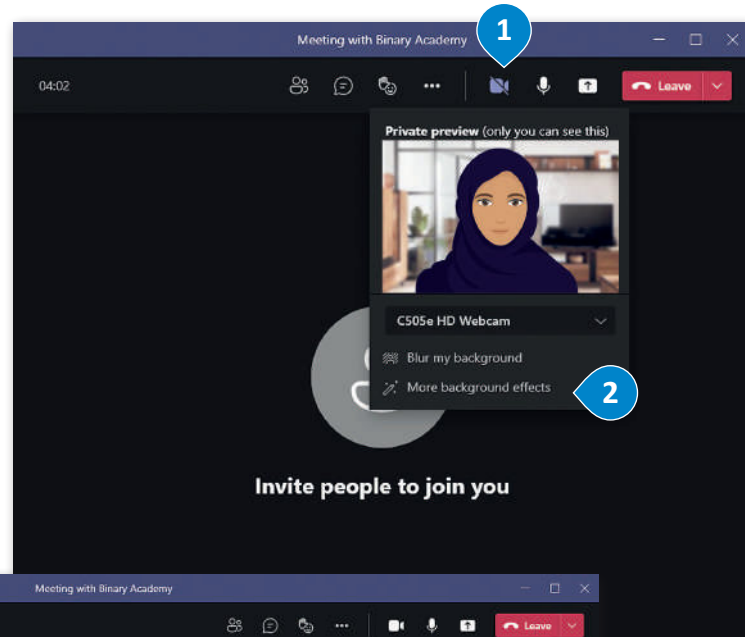 1
Meeting with Binary Academy
04:02
Leave
Private preview (only you can see this)
C505e HD Webcam
Blur my background
More background effects
2
Invite people to join you
Meeting with Binary Academy
Leave